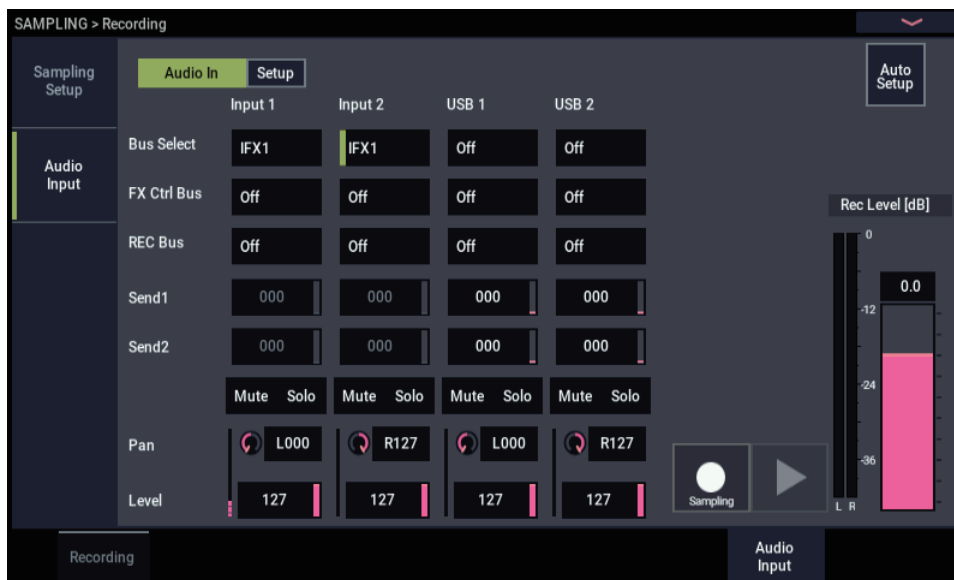 SAMPLING > Recording
Sampling
Setup
Audio In Setup
Auto
Setup
Input 1 Input 2 USB 1 USB 2
Audio
Input
Bus Select IFX1 IFX1 Off Off
FX Ctrl Bus Off Off Off Off
Rec Level [dB]
REC Bus Off Off Off Off
0
Send1 000 000 000 000
0.0
-12
Send2 000 000 000 000
-24
Mute Solo Mute Solo Mute Solo Mute Solo
Pan L000 R127 L000 R127
-36
Level 127 127 127 127
Sampling
L R
Recording
Audio
Input